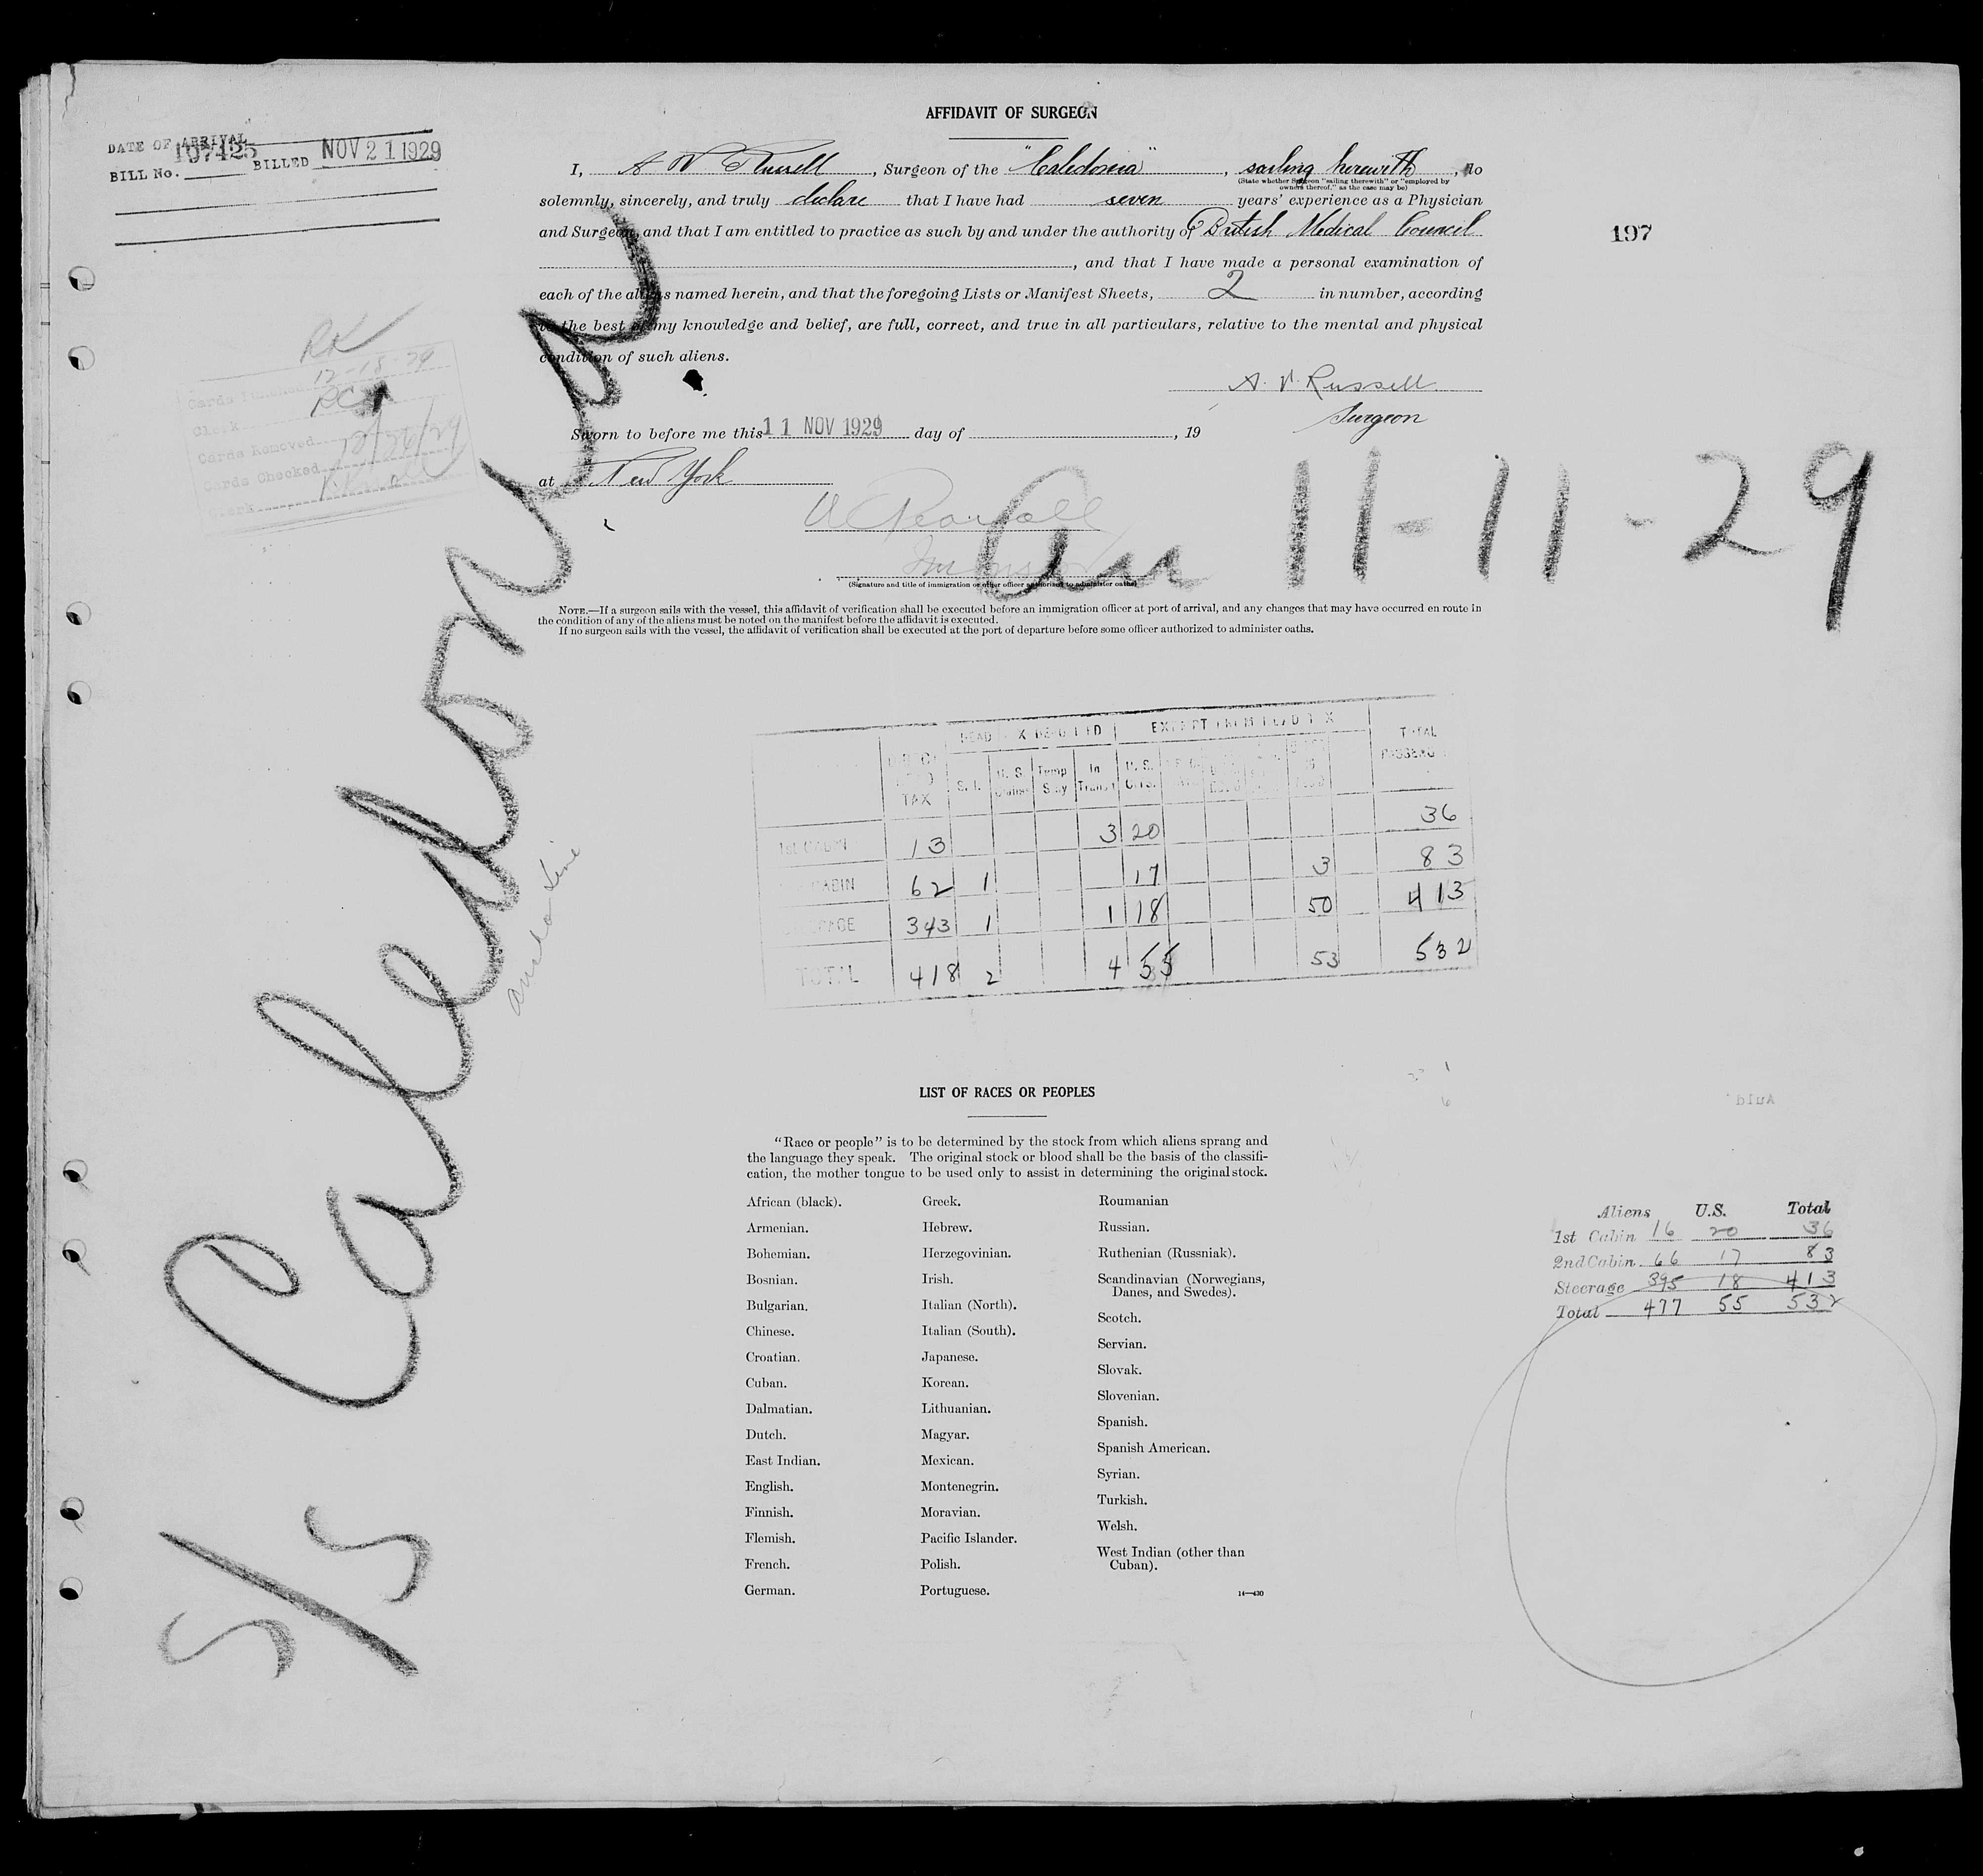 AFFIDAVIT OF SURGEON
DATE OF ARRIVAL
107425
BILL No. BILLED NOV 21 1929
I, A V Russell, Surgeon of the "Caledonia", sailing herewith, do
(State whether Surgeon "sailing therewith" or "employed by
owners thereof," as the case may be)
solemnly, sincerely, and truly declare that I have had seven years' experience as a Physician
and Surgeon, and that I am entitled to practice as such by and under the authority of British Medical Council
197
, and that I have made a personal examination of
each of the aliens named herein, and that the foregoing Lists or Manifest Sheets, 2 in number, according
to the best of my knowledge and belief, are full, correct, and true in all particulars, relative to the mental and physical
condition of such aliens.
A. V. Russell
Surgeon
RK
12-18-29
Clerk
Cards Removed
Cards Checked
Clerk
Sworn to before me this 11 NOV 1929 day of , 19
at New York
(Signature and title of immigration or other officer authorized to administer oaths)
11-11-29
NOTE.—If a surgeon sails with the vessel, this affidavit of verification shall be executed before an immigration officer at port of arrival, and any changes that may have occurred en route in
the condition of any of the aliens must be noted on the manifest before the affidavit is executed.
If no surgeon sails with the vessel, the affidavit of verification shall be executed at the port of departure before some officer authorized to administer oaths.
S/S Caledonian
Anchor Line
TAX S.I. U.S. Temp Stay In Transit U.S. Cits. TOTAL
1st CABIN 13 3 20 36
CABIN 62 1 17 3 83
343 1 1 18 50 413
TOTAL 418 2 4 55 53 532
LIST OF RACES OR PEOPLES
"Race or people" is to be determined by the stock from which aliens sprang and
the language they speak. The original stock or blood shall be the basis of the classifi-
cation, the mother tongue to be used only to assist in determining the original stock.
African (black).
Armenian.
Bohemian.
Bosnian.
Bulgarian.
Chinese.
Croatian.
Cuban.
Dalmatian.
Dutch.
East Indian.
English.
Finnish.
Flemish.
French.
German.
Greek.
Hebrew.
Herzegovinian.
Irish.
Italian (North).
Italian (South).
Japanese.
Korean.
Lithuanian.
Magyar.
Mexican.
Montenegrin.
Moravian.
Pacific Islander.
Polish.
Portuguese.
Roumanian
Russian.
Ruthenian (Russniak).
Scandinavian (Norwegians,
Danes, and Swedes).
Scotch.
Servian.
Slovak.
Slovenian.
Spanish.
Spanish American.
Syrian.
Turkish.
Welsh.
West Indian (other than
Cuban).
14—430
Auld
Aliens U.S. Total
1st Cabin 16 20 36
2nd Cabin 66 17 83
Steerage 395 18 413
Total 477 55 532